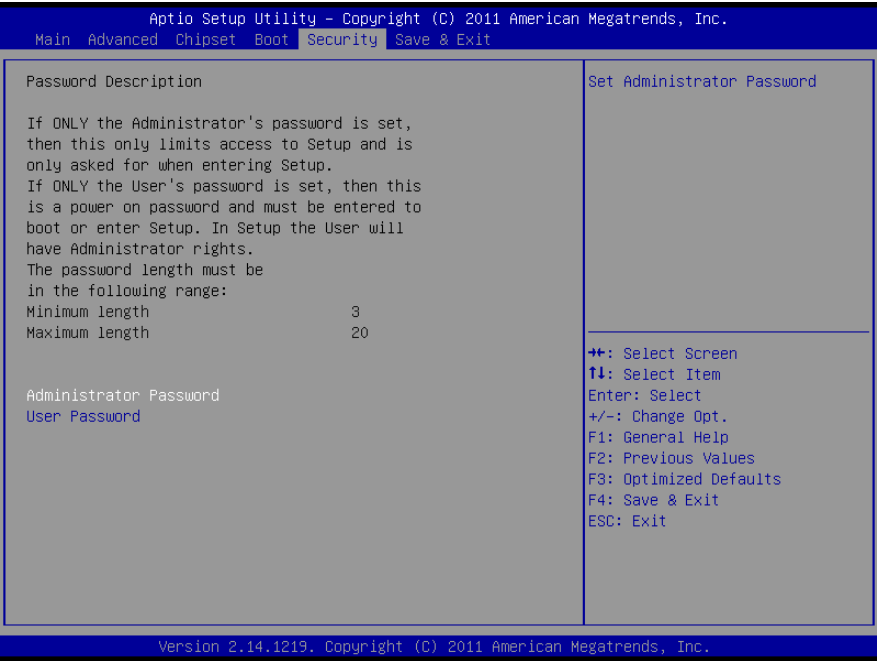 Aptio Setup Utility - Copyright (C) 2011 American Megatrends, Inc.
Main Advanced Chipset Boot Security Save & Exit
Password Description
If ONLY the Administrator's password is set,
then this only limits access to Setup and is
only asked for when entering Setup.
If ONLY the User's password is set, then this
is a power on password and must be entered to
boot or enter Setup. In Setup the User will
have Administrator rights.
The password length must be
in the following range:
Minimum length 3
Maximum length 20
Administrator Password
User Password
Set Administrator Password
→←: Select Screen
↑↓: Select Item
Enter: Select
+/-: Change Opt.
F1: General Help
F2: Previous Values
F3: Optimized Defaults
F4: Save & Exit
ESC: Exit
Version 2.14.1219. Copyright (C) 2011 American Megatrends, Inc.